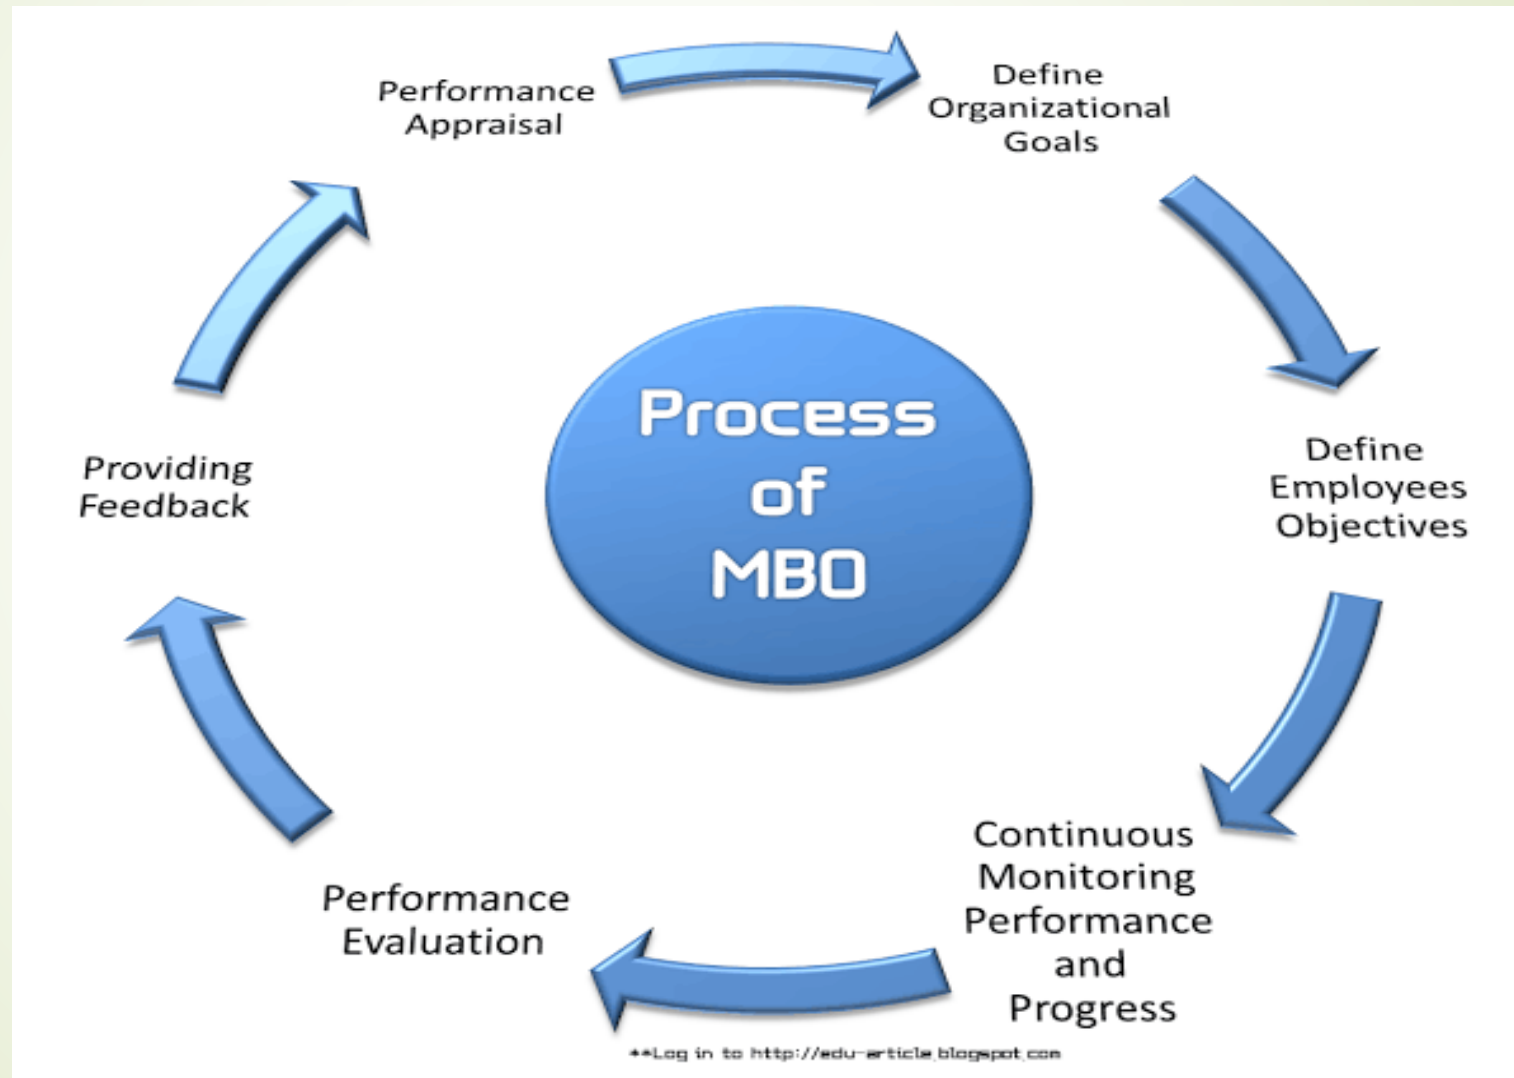 Process
of
MBO
Define
Organizational
Goals
Define
Employees
Objectives
Continuous
Monitoring
Performance
and
Progress
Performance
Evaluation
Providing
Feedback
Performance
Appraisal
**Log in to http://edu-article.blogspot.com